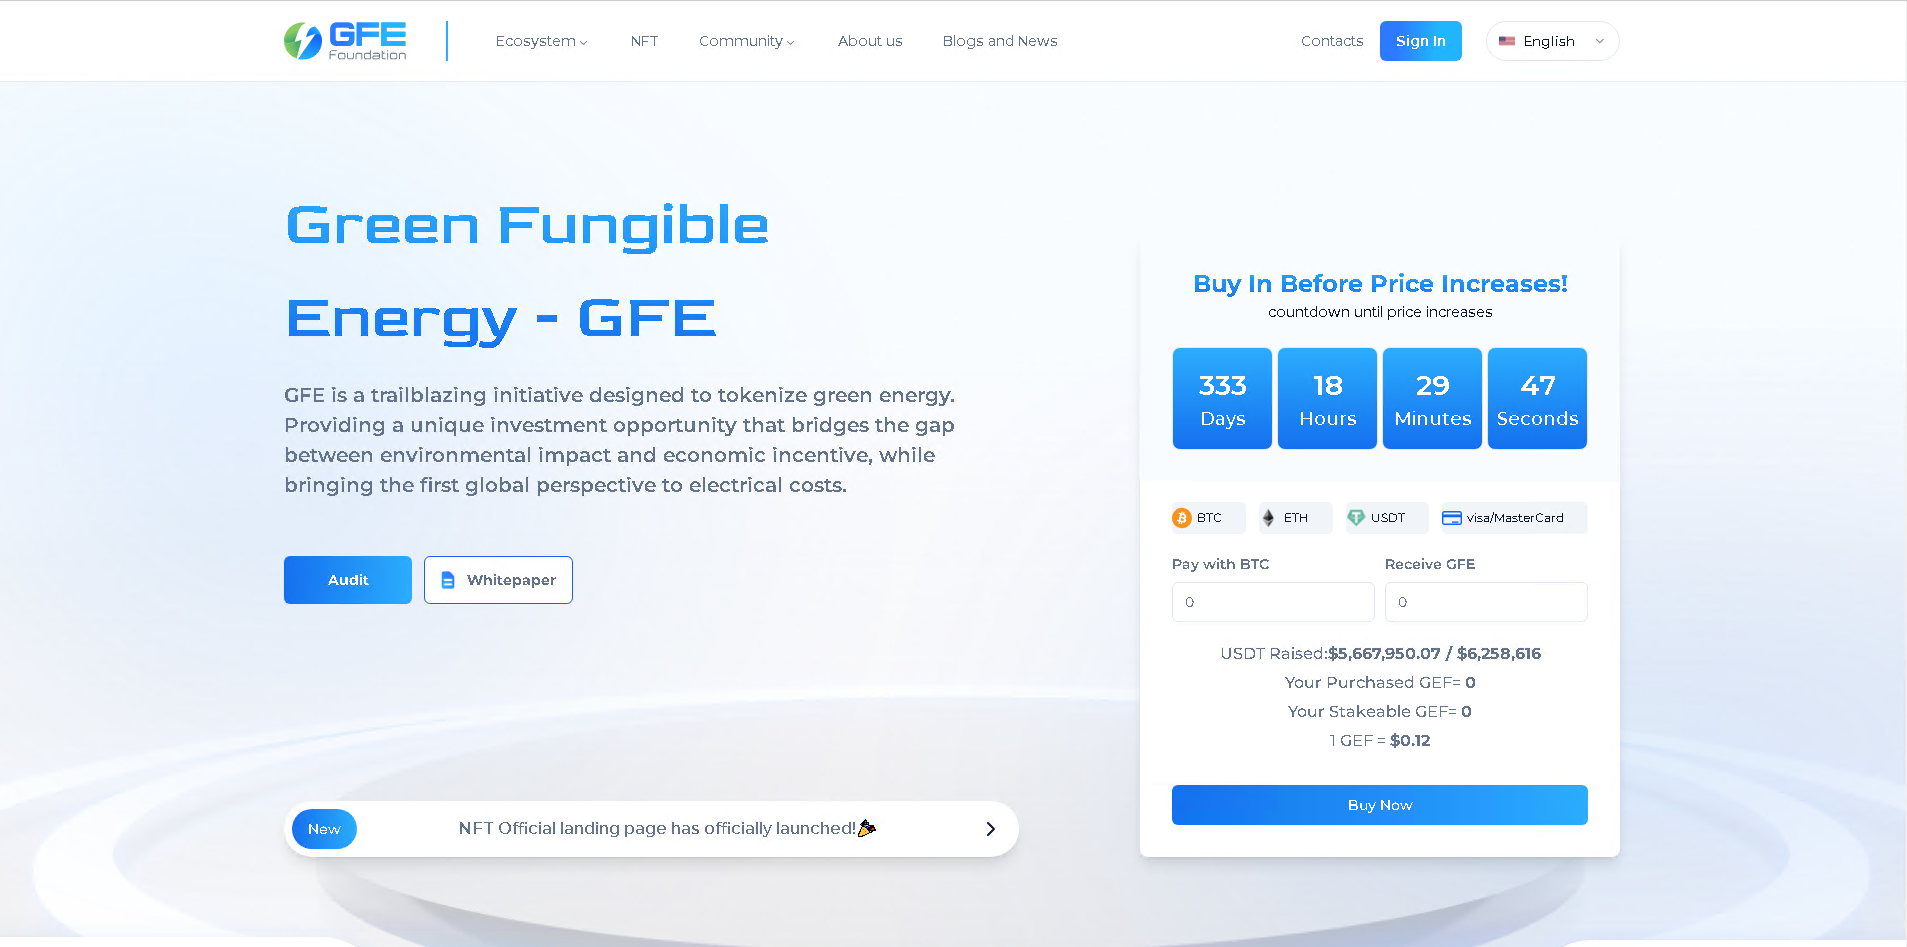 GFE
Foundation
Ecosystem
NFT
Community
About us
Blogs and News
Contacts
Sign In
English
Green Fungible
Energy - GFE
GFE is a trailblazing initiative designed to tokenize green energy.
Providing a unique investment opportunity that bridges the gap
between environmental impact and economic incentive, while
bringing the first global perspective to electrical costs.
Audit
Whitepaper
New
NFT Official landing page has officially launched!
Buy In Before Price Increases!
countdown until price increases
333 18 29 47
Days Hours Minutes Seconds
BTC ETH USDT visa/MasterCard
Pay with BTC Receive GFE
0 0
USDT Raised:$5,667,950.07 / $6,258,616
Your Purchased GEF= 0
Your Stakeable GEF= 0
1 GEF = $0.12
Buy Now